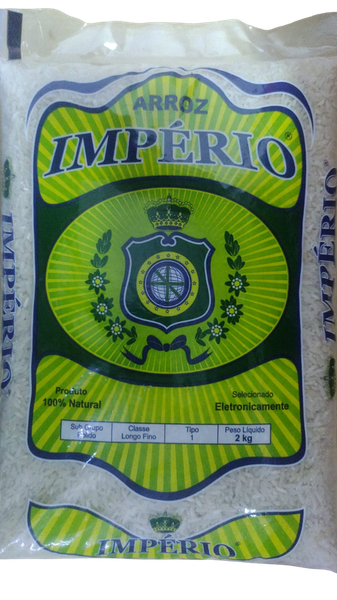 ARROZ
IMPÉRIO®
IMPÉRIO
IMPÉRIO®
Produto
100% Natural
Selecionado
Eletronicamente
Sub Grupo Classe Tipo Peso Líquido
Longo Fino 1 2 kg
IMPÉRIO